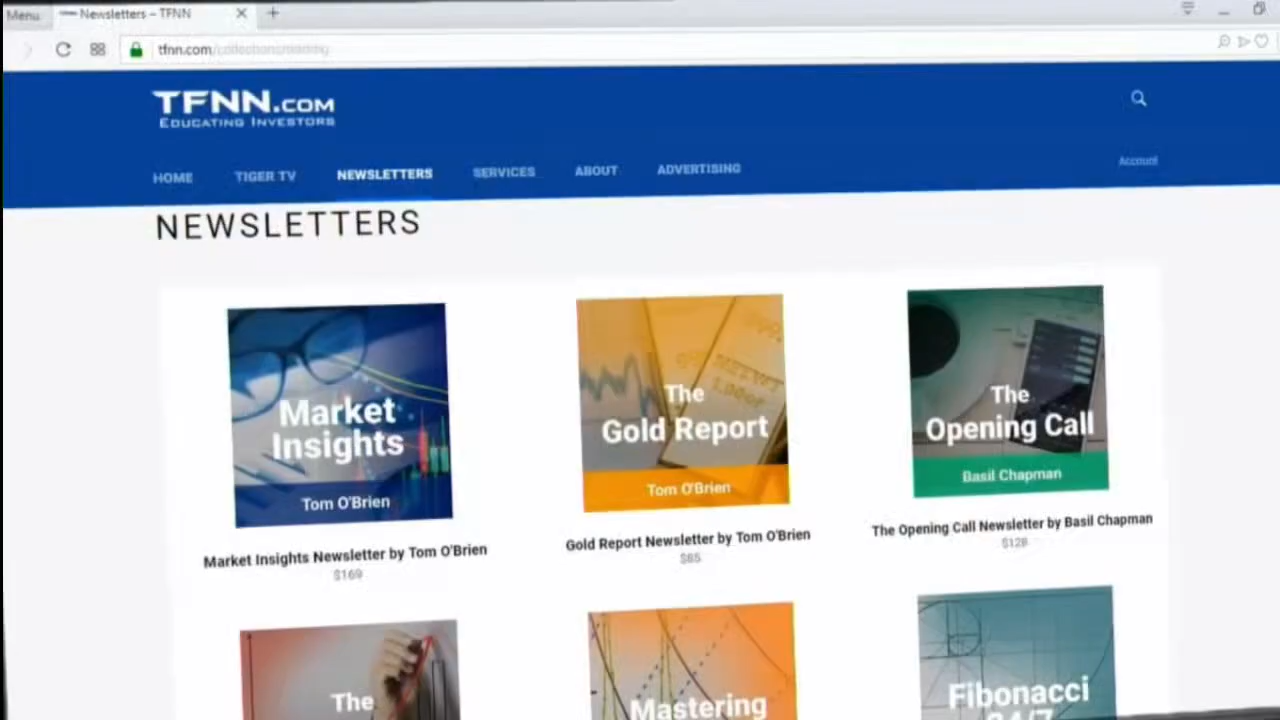 Menu
Newsletters – TFNN
tfnn.com/
TFNN.COM
EDUCATING INVESTORS
HOME TIGER TV NEWSLETTERS SERVICES ABOUT ADVERTISING Account
NEWSLETTERS
Market
Insights
Tom O'Brien
Market Insights Newsletter by Tom O'Brien
$169
The
Gold Report
Tom O'Brien
Gold Report Newsletter by Tom O'Brien
The
Opening Call
Basil Chapman
The Opening Call Newsletter by Basil Chapman
The
Mastering
Fibonacci
24/7